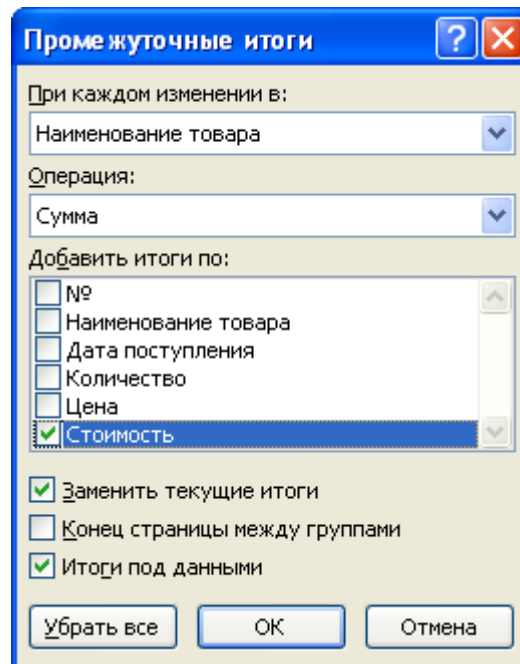 Промежуточные итоги
При каждом изменении в:
Наименование товара
Операция:
Сумма
Добавить итоги по:
№
Наименование товара
Дата поступления
Количество
Цена
Стоимость
Заменить текущие итоги
Конец страницы между группами
Итоги под данными
Убрать все ОК Отмена